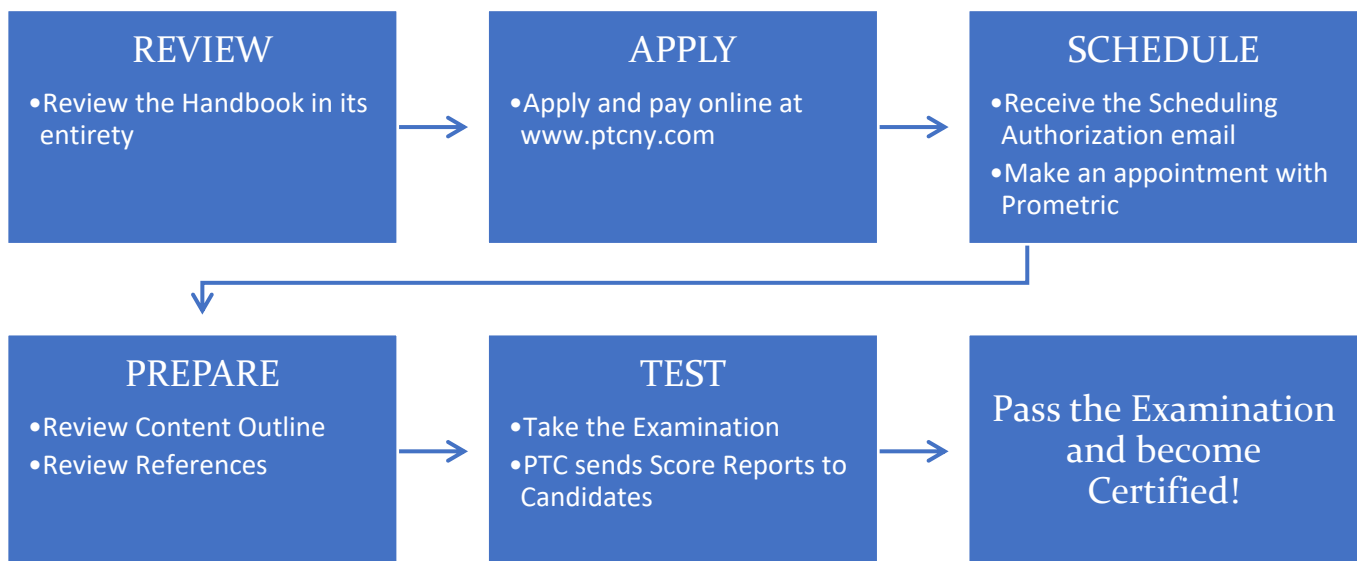 REVIEW
•Review the Handbook in its
entirety
APPLY
•Apply and pay online at
www.ptcny.com
SCHEDULE
•Receive the Scheduling
Authorization email
•Make an appointment with
Prometric
PREPARE
•Review Content Outline
•Review References
TEST
•Take the Examination
•PTC sends Score Reports to
Candidates
Pass the Examination
and become
Certified!